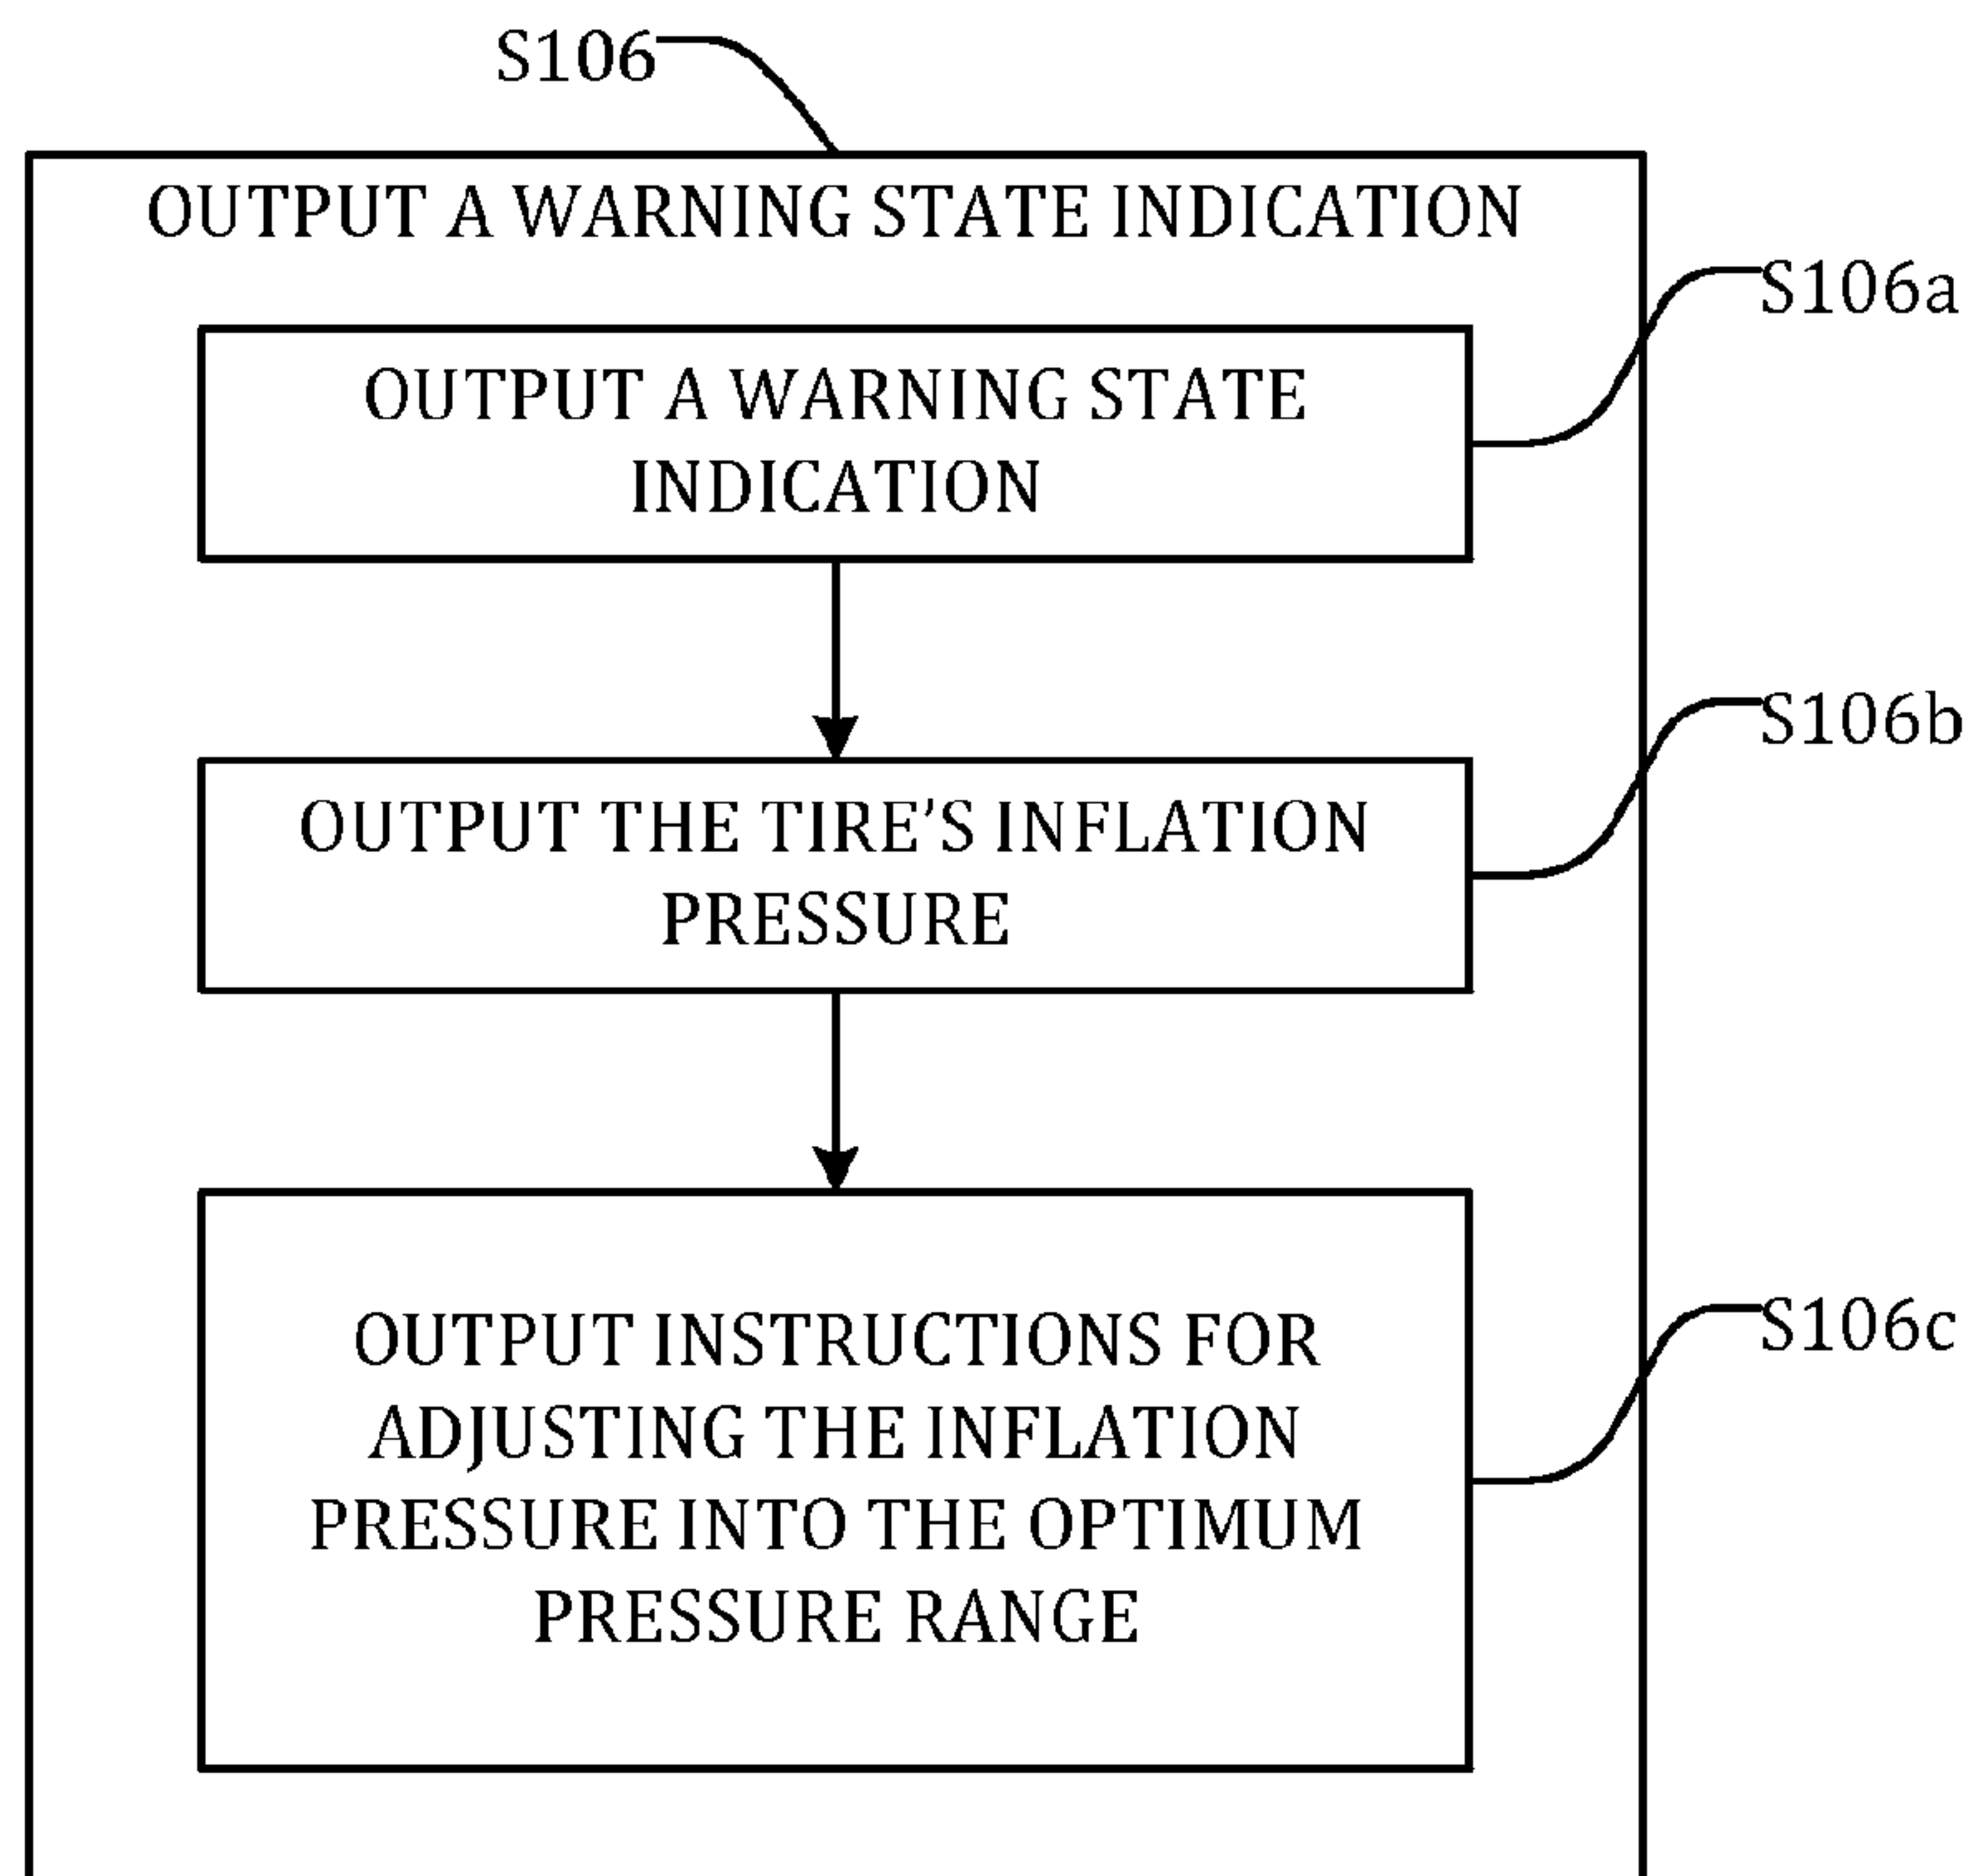 S106
OUTPUT A WARNING STATE INDICATION
S106a
OUTPUT A WARNING STATE
INDICATION
S106b
OUTPUT THE TIRE’S INFLATION
PRESSURE
S106c
OUTPUT INSTRUCTIONS FOR
ADJUSTING THE INFLATION
PRESSURE INTO THE OPTIMUM
PRESSURE RANGE